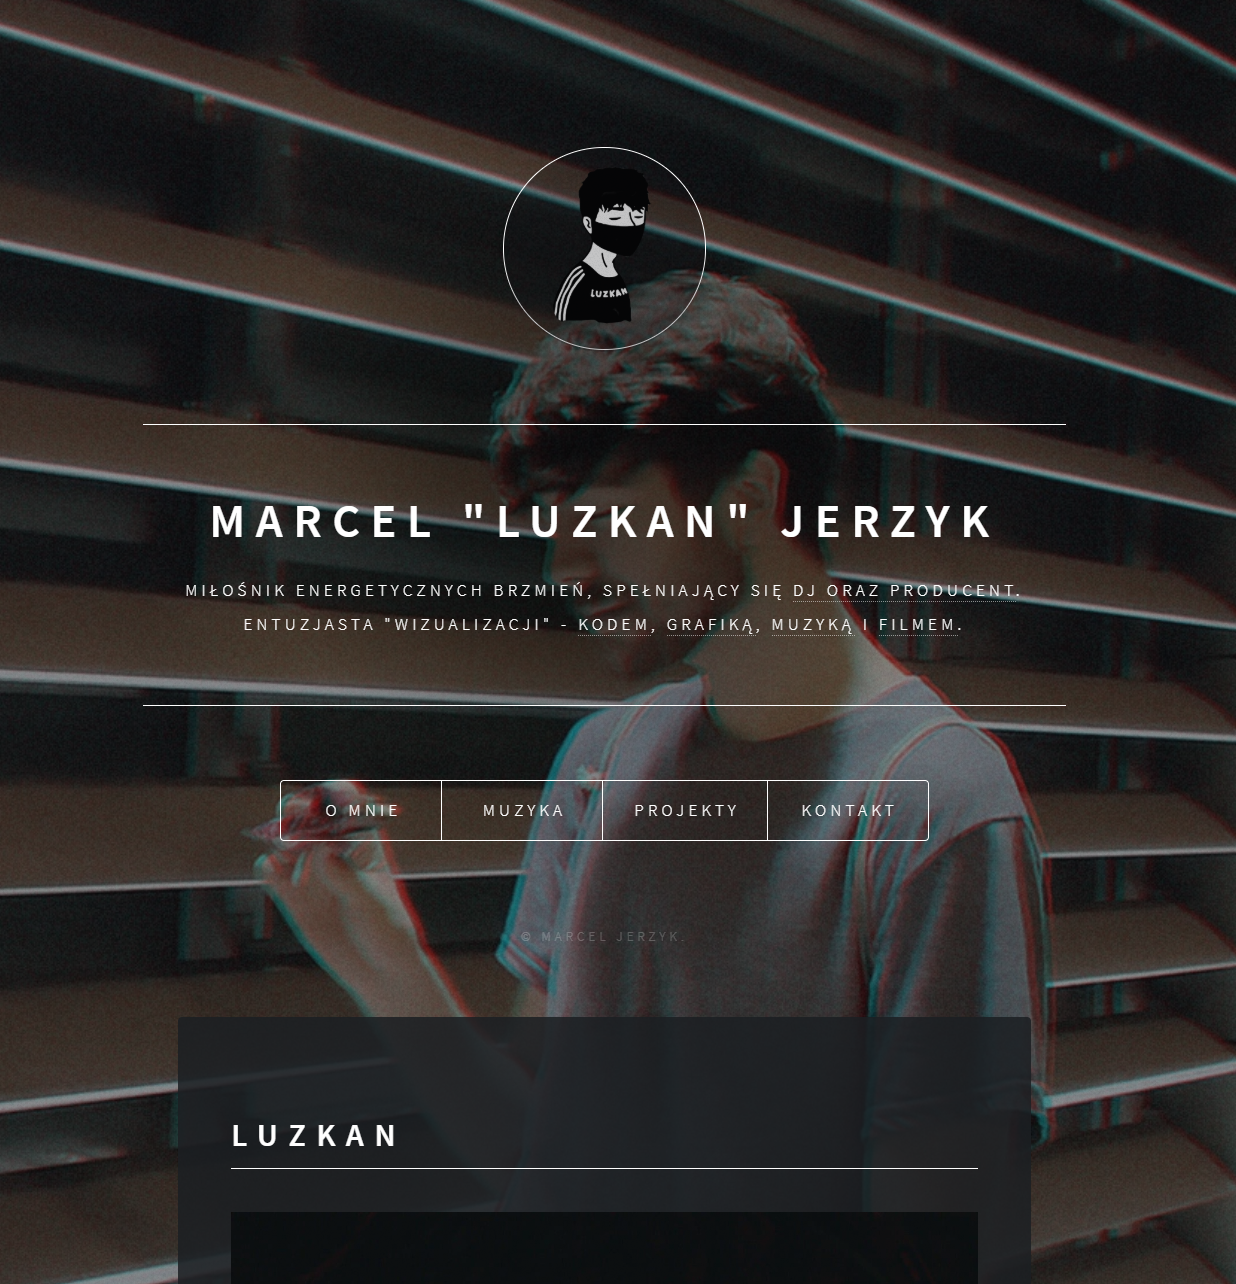 LUZKAN
MARCEL "LUZKAN" JERZYK
MIŁOŚNIK ENERGETYCZNYCH BRZMIEŃ, SPEŁNIAJĄCY SIĘ DJ ORAZ PRODUCENT.
ENTUZJASTA "WIZUALIZACJI" - KODEM, GRAFIKĄ, MUZYKĄ I FILMEM.
O MNIE MUZYKA PROJEKTY KONTAKT
© MARCEL JERZYK.
LUZKAN